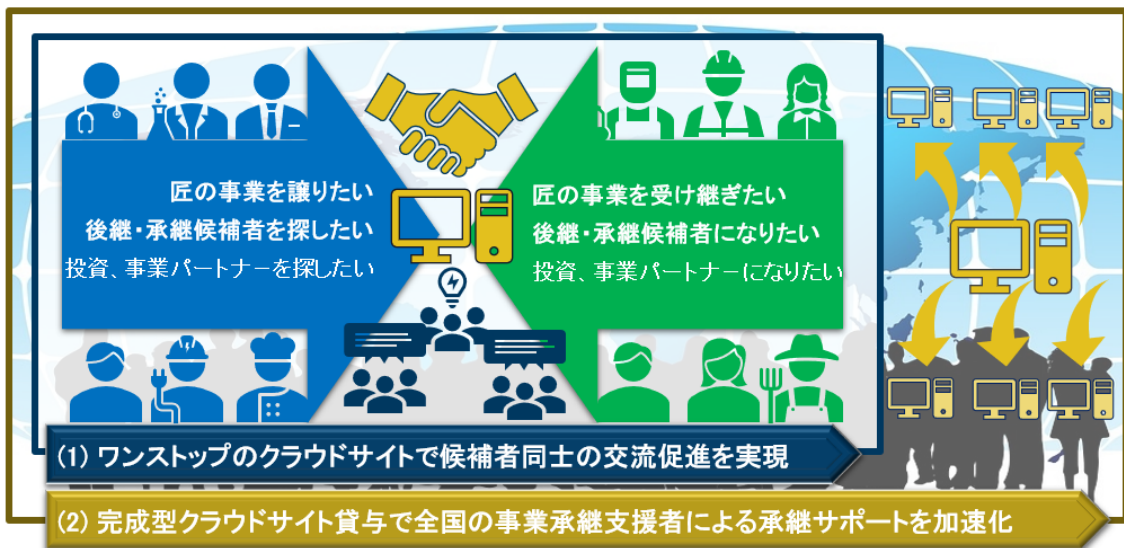 匠の事業を譲りたい
後継・承継候補者を探したい
投資、事業パートナーを探したい
匠の事業を受け継ぎたい
後継・承継候補者になりたい
投資、事業パートナーになりたい
(1) ワンストップのクラウドサイトで候補者同士の交流促進を実現
(2) 完成型クラウドサイト貸与で全国の事業承継支援者による承継サポートを加速化